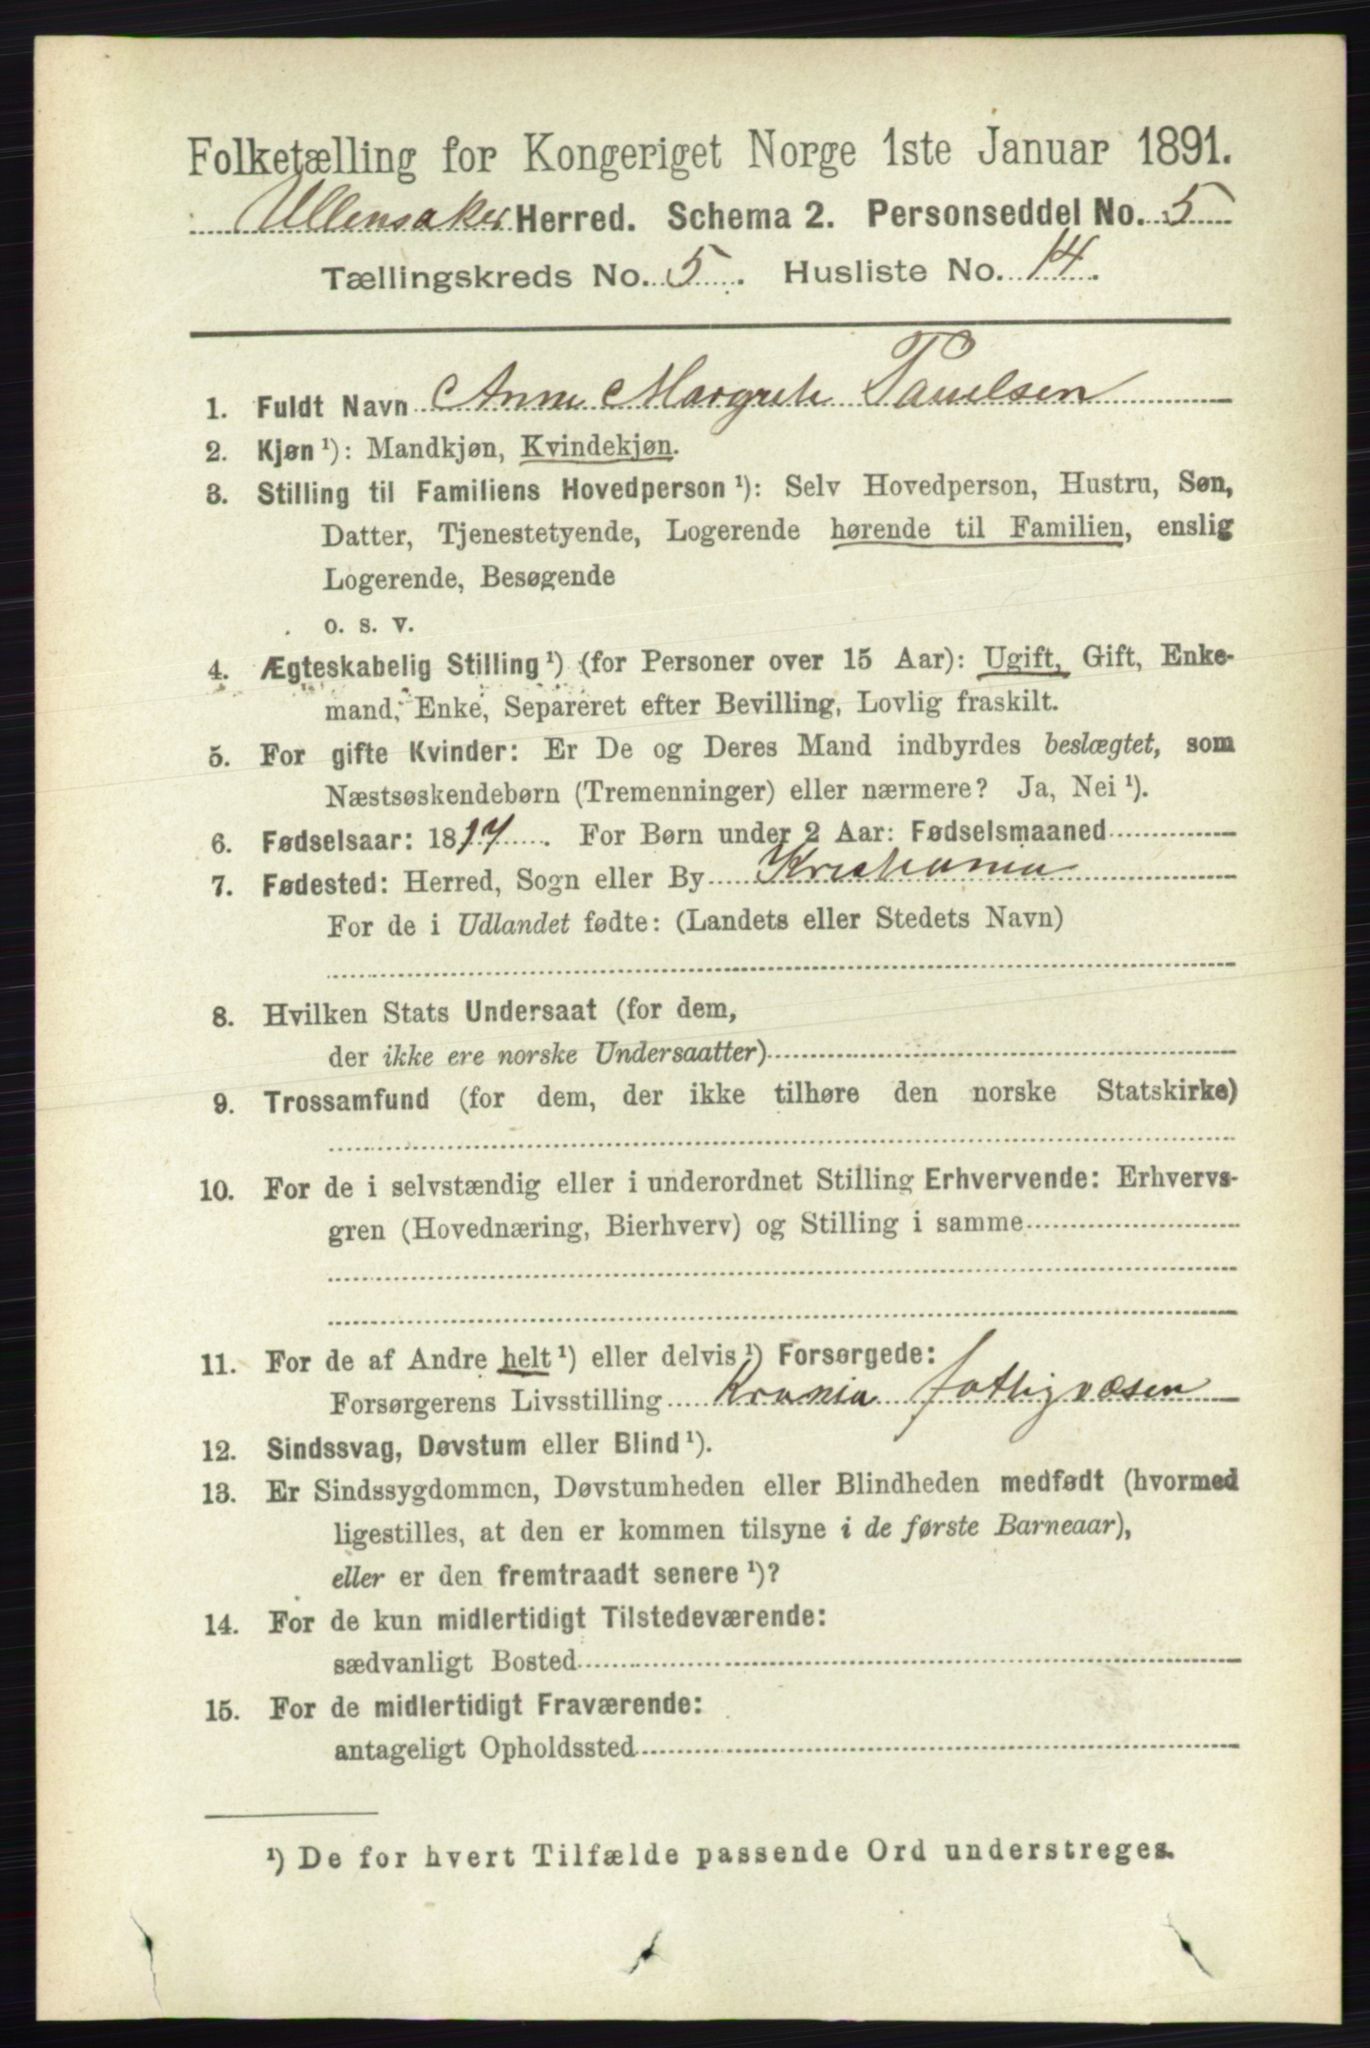 Folketælling for Kongeriget Norge 1ste Januar 1891.
Ullensaker Herred. Schema 2. Personseddel No. 5
Tællingskreds No. 5. Husliste No. 14.
1. Fuldt Navn Anne Margrete Pauelsen
2. Kjøn ¹): Mandkjøn, Kvindekjøn.
3. Stilling til Familiens Hovedperson ¹): Selv Hovedperson, Hustru, Søn,
Datter, Tjenestetyende, Logerende hørende til Familien, enslig
Logerende, Besøgende
o. s. v.
4. Ægteskabelig Stilling ¹) (for Personer over 15 Aar): Ugift, Gift, Enke-
mand, Enke, Separeret efter Bevilling, Lovlig fraskilt.
5. For gifte Kvinder: Er De og Deres Mand indbyrdes beslægtet, som
Næstsøskendebørn (Tremenninger) eller nærmere? Ja, Nei ¹).
6. Fødselsaar: 1817. For Børn under 2 Aar: Fødselsmaaned
7. Fødested: Herred, Sogn eller By Kristiania
For de i Udlandet fødte: (Landets eller Stedets Navn)
8. Hvilken Stats Undersaat (for dem,
der ikke ere norske Undersaatter)
9. Trossamfund (for dem, der ikke tilhøre den norske Statskirke)
10. For de i selvstændig eller i underordnet Stilling Erhvervende: Erhvervs-
gren (Hovednæring, Bierhverv) og Stilling i samme
11. For de af Andre helt ¹) eller delvis ¹) Forsørgede:
Forsørgerens Livsstilling Krania fattigvæsen
12. Sindssvag, Døvstum eller Blind ¹).
13. Er Sindssygdommen, Døvstumheden eller Blindheden medfødt (hvormed
ligestilles, at den er kommen tilsyne i de første Barneaar),
eller er den fremtraadt senere ¹)?
14. For de kun midlertidigt Tilstedeværende:
sædvanligt Bosted
15. For de midlertidigt Fraværende:
antageligt Opholdssted
¹) De for hvert Tilfælde passende Ord understreges.